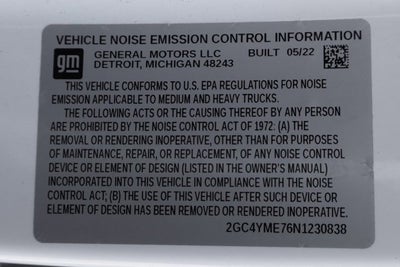 VEHICLE NOISE EMISSION CONTROL INFORMATION
gm
GENERAL MOTORS LLC BUILT 05/22
DETROIT, MICHIGAN 48243
THIS VEHICLE CONFORMS TO U.S. EPA REGULATIONS FOR NOISE
EMISSION APPLICABLE TO MEDIUM AND HEAVY TRUCKS.
THE FOLLOWING ACTS OR THE CAUSING THEREOF BY ANY PERSON
ARE PROHIBITED BY THE NOISE CONTROL ACT OF 1972: (A) THE
REMOVAL OR RENDERING INOPERATIVE, OTHER THAN FOR PURPOSES
OF MAINTENANCE, REPAIR, OR REPLACEMENT, OF ANY NOISE CONTROL
DEVICE OR ELEMENT OF DESIGN (LISTED IN THE OWNER'S MANUAL)
INCORPORATED INTO THIS VEHICLE IN COMPLIANCE WITH THE NOISE
CONTROL ACT; (B) THE USE OF THIS VEHICLE AFTER SUCH DEVICE OR
ELEMENT OF DESIGN HAS BEEN REMOVED OR RENDERED INOPERATIVE.
2GC4YME76N1230838